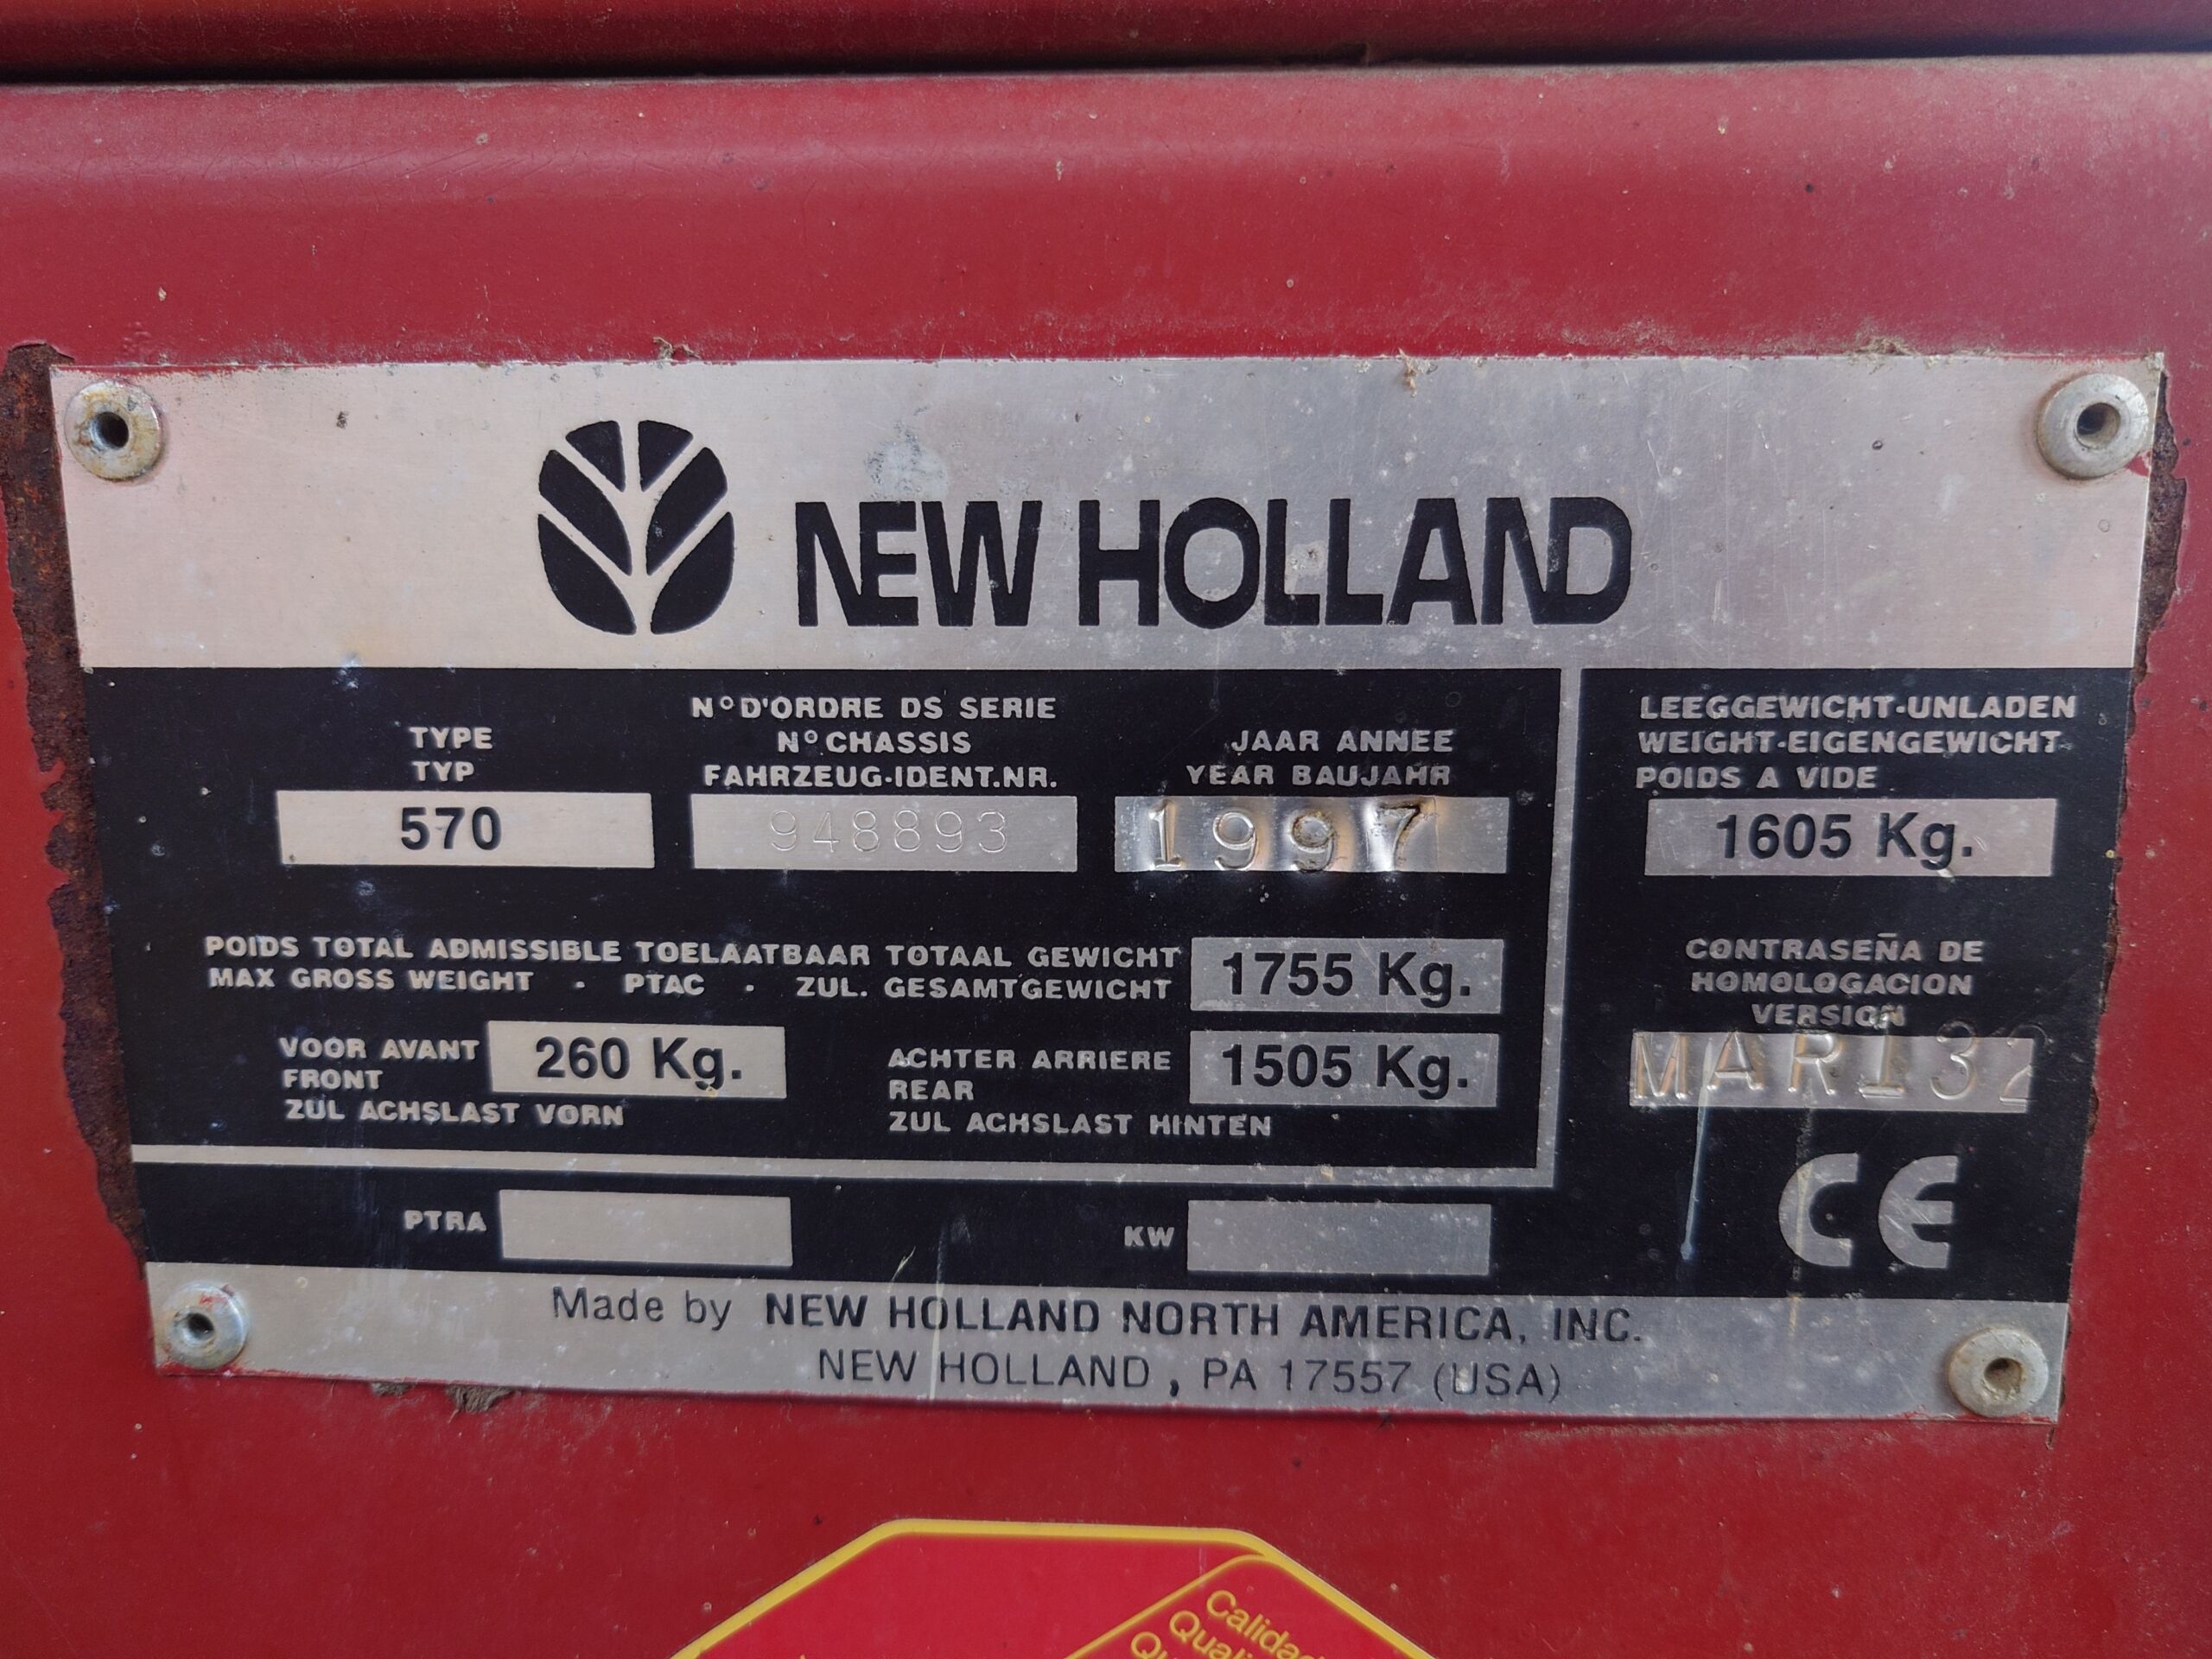 NEW HOLLAND
TYPE
TYP
570
N° D'ORDRE DS SERIE
N° CHASSIS
FAHRZEUG-IDENT.NR.
948893
JAAR ANNEE
YEAR BAUJAHR
1997
LEEGGEWICHT-UNLADEN
WEIGHT-EIGENGEWICHT
POIDS A VIDE
1605 Kg.
POIDS TOTAL ADMISSIBLE TOELAATBAAR TOTAAL GEWICHT
MAX GROSS WEIGHT · PTAC · ZUL. GESAMTGEWICHT
1755 Kg.
VOOR AVANT
FRONT
ZUL ACHSLAST VORN
260 Kg.
ACHTER ARRIERE
REAR
ZUL ACHSLAST HINTEN
1505 Kg.
CONTRASEÑA DE
HOMOLOGACION
VERSION
MAR132
CE
PTRA
KW
Made by NEW HOLLAND NORTH AMERICA, INC.
NEW HOLLAND, PA 17557 (USA)